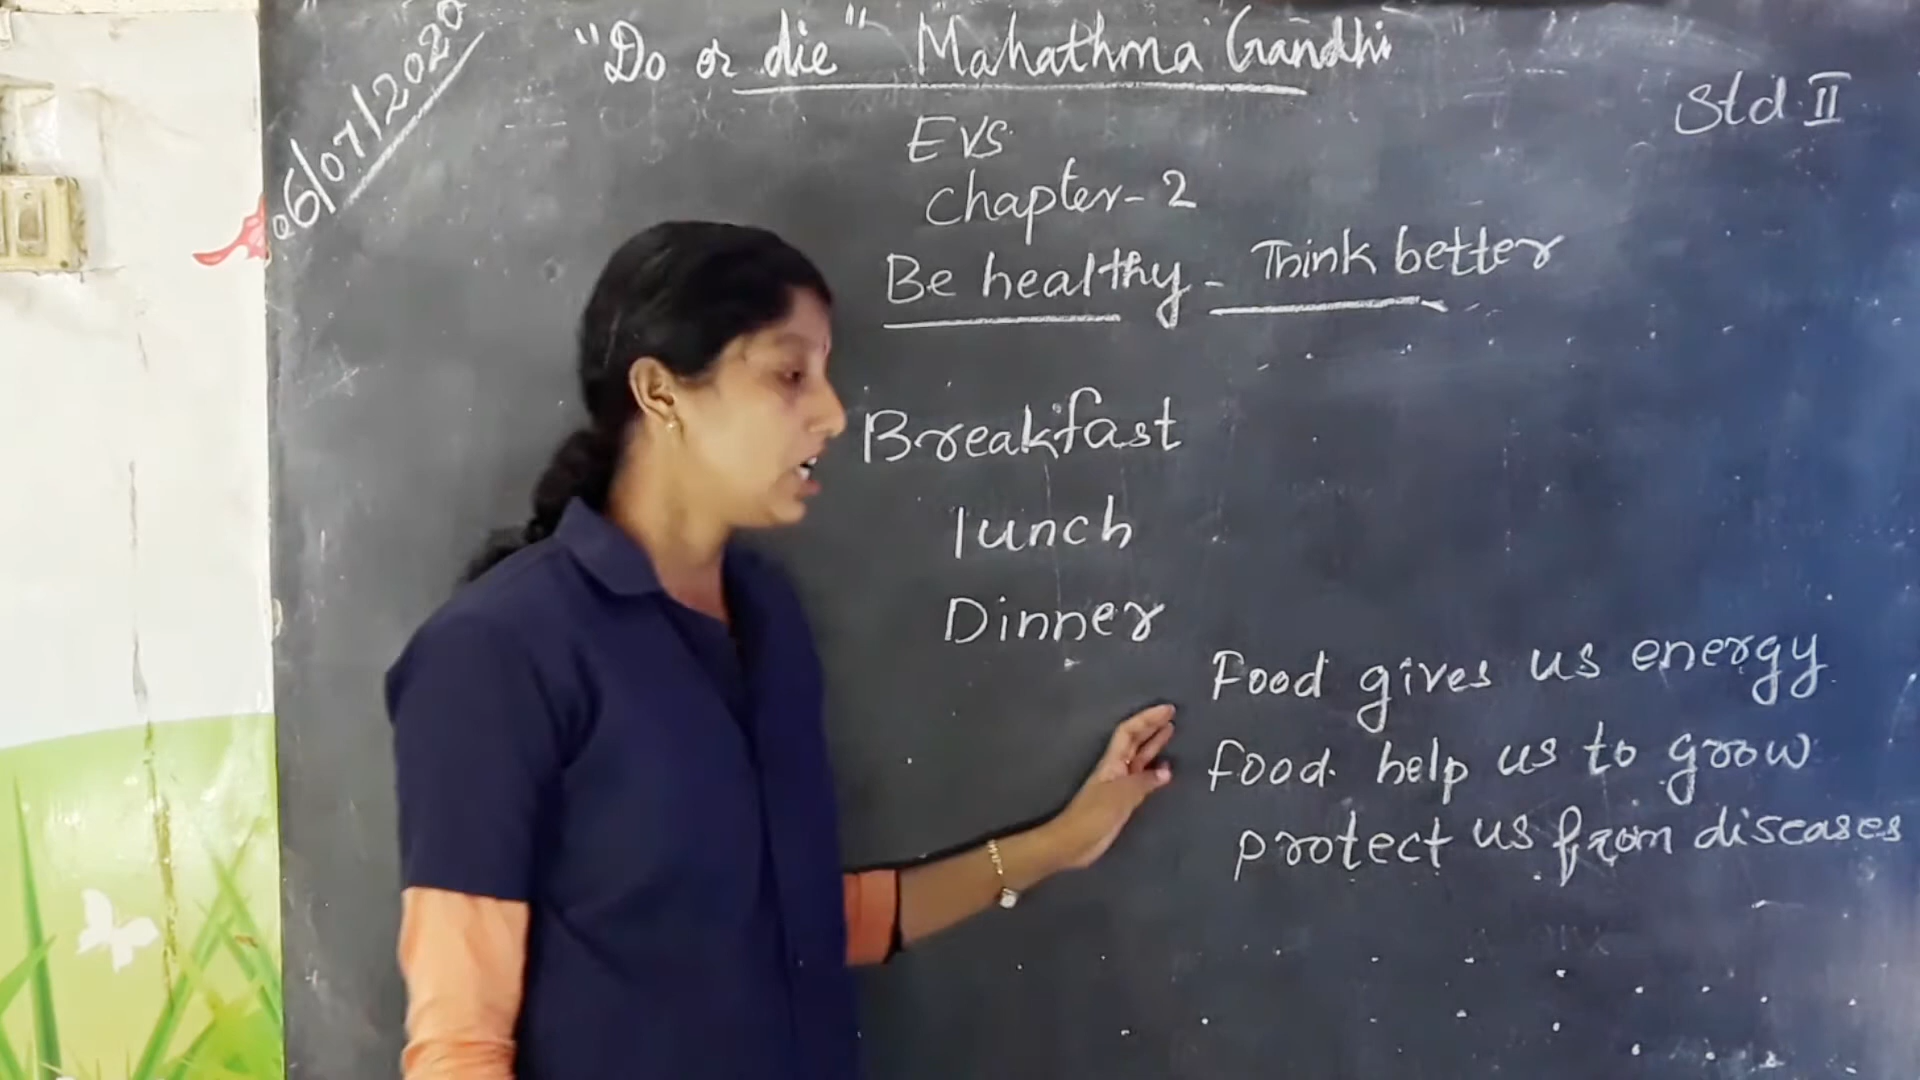 06/07/2020
"Do or die" Mahathma Gandhi
Std II
EVS
Chapter-2
Be healthy - Think better
Breakfast
lunch
Dinner
Food gives us energy
food help us to grow
protect us from diseases